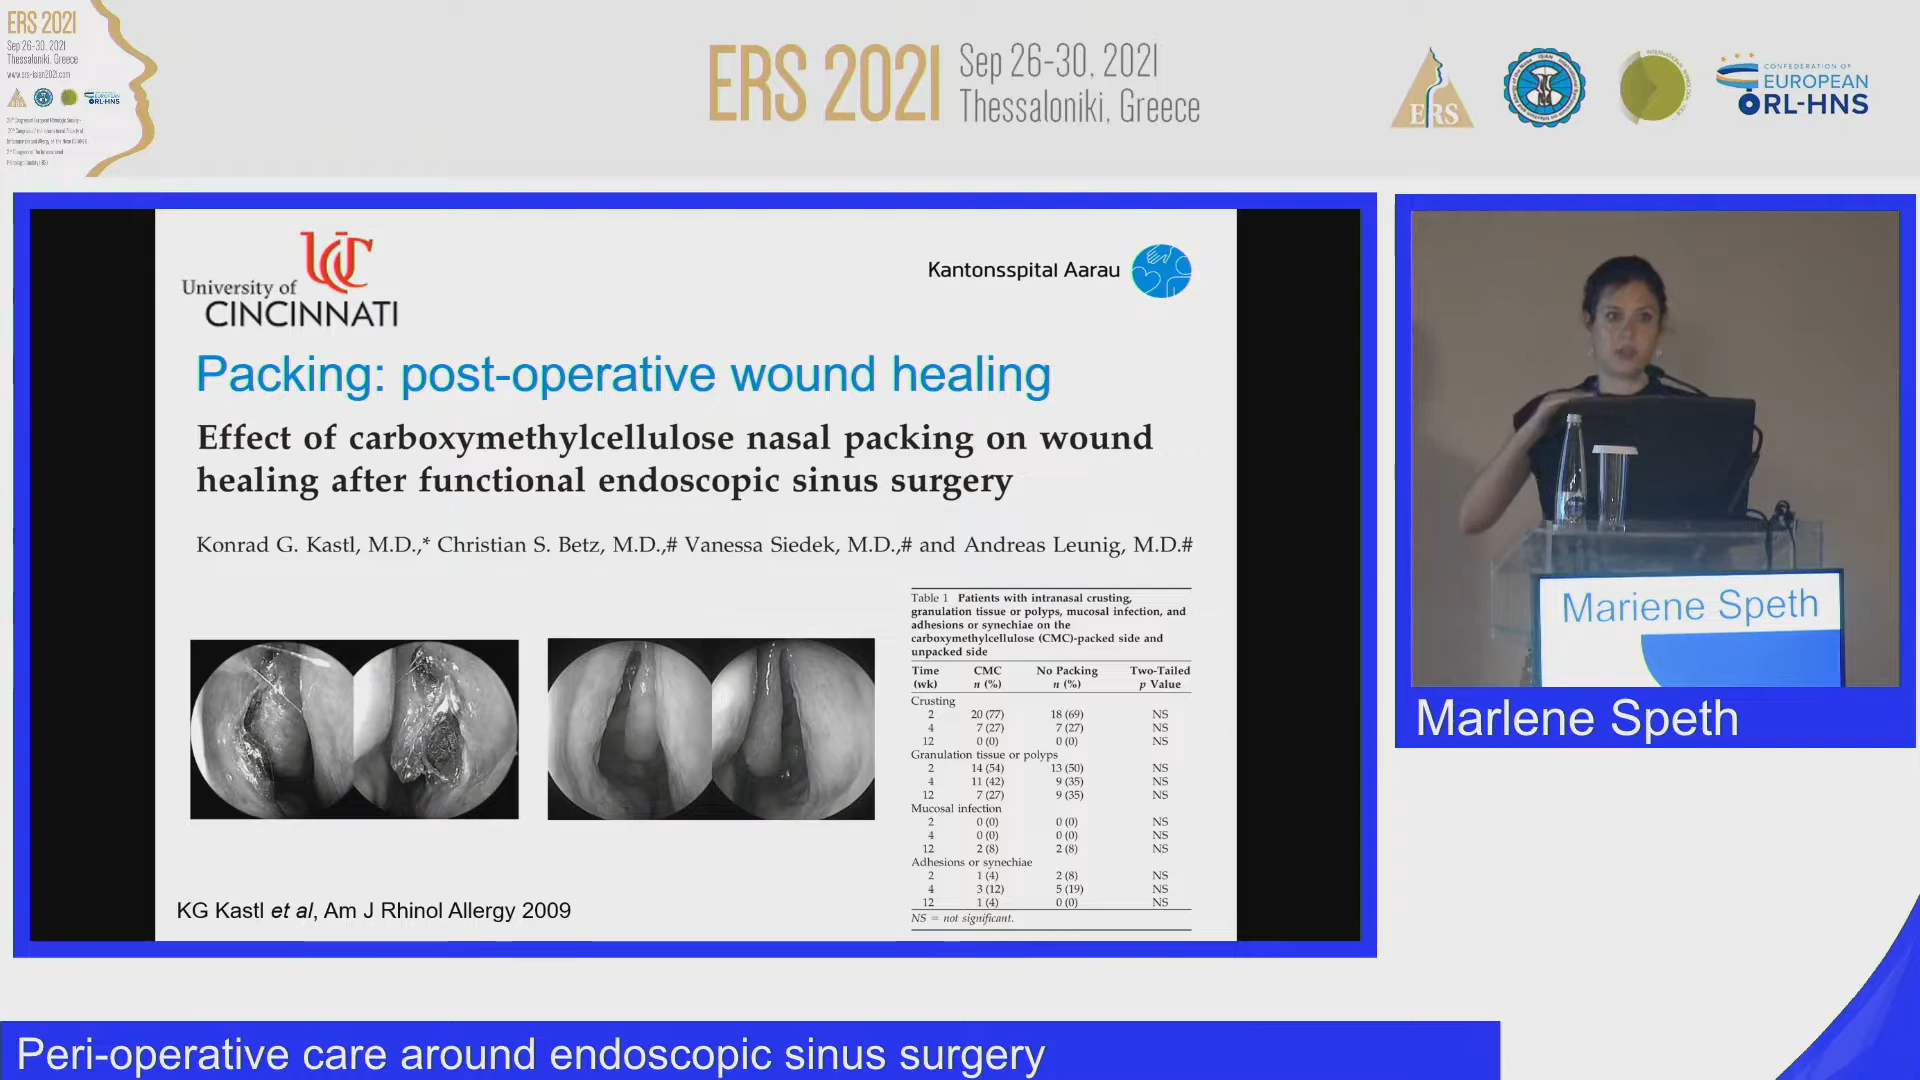 ERS 2021
Sep 26-30, 2021
Thessaloniki, Greece
www.ers-isian2021.com
ERS 2021
Sep 26-30, 2021
Thessaloniki, Greece
ERS
CONFEDERATION OF
EUROPEAN
ORL-HNS
University of
CINCINNATI
Kantonsspital Aarau
Packing: post-operative wound healing
Effect of carboxymethylcellulose nasal packing on wound
healing after functional endoscopic sinus surgery
Konrad G. Kastl, M.D.,* Christian S. Betz, M.D.,# Vanessa Siedek, M.D.,# and Andreas Leunig, M.D.#
Table 1 Patients with intranasal crusting,
granulation tissue or polyps, mucosal infection, and
adhesions or synechiae on the
carboxymethylcellulose (CMC)-packed side and
unpacked side
Time (wk) CMC n (%) No Packing n (%) Two-Tailed p Value
Crusting
2 20 (77) 18 (69) NS
4 7 (27) 7 (27) NS
12 0 (0) 0 (0) NS
Granulation tissue or polyps
2 14 (54) 13 (50) NS
4 11 (42) 9 (35) NS
12 7 (27) 9 (35) NS
Mucosal infection
2 0 (0) 0 (0) NS
4 0 (0) 0 (0) NS
12 2 (8) 2 (8) NS
Adhesions or synechiae
2 1 (4) 2 (8) NS
4 3 (12) 5 (19) NS
12 1 (4) 0 (0) NS
NS = not significant.
KG Kastl et al, Am J Rhinol Allergy 2009
Marlene Speth
Marlene Speth
Peri-operative care around endoscopic sinus surgery